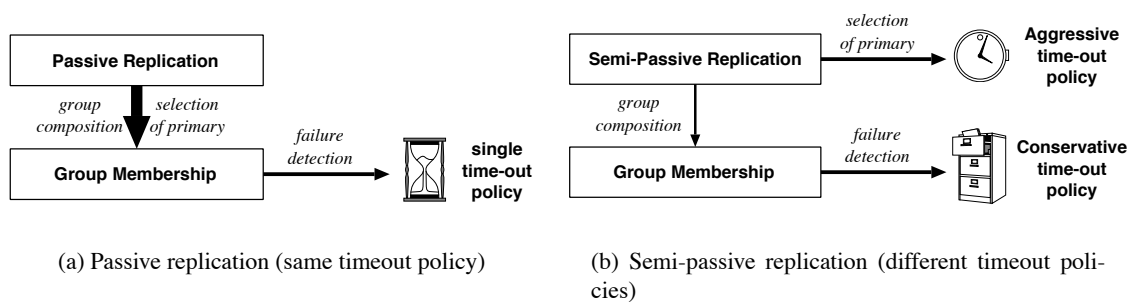 Passive Replication
group
composition
selection
of primary
Group Membership
failure
detection
single
time-out
policy
(a) Passive replication (same timeout policy)
Semi-Passive Replication
selection
of primary
Aggressive
time-out
policy
group
composition
Group Membership
failure
detection
Conservative
time-out
policy
(b) Semi-passive replication (different timeout poli-
cies)